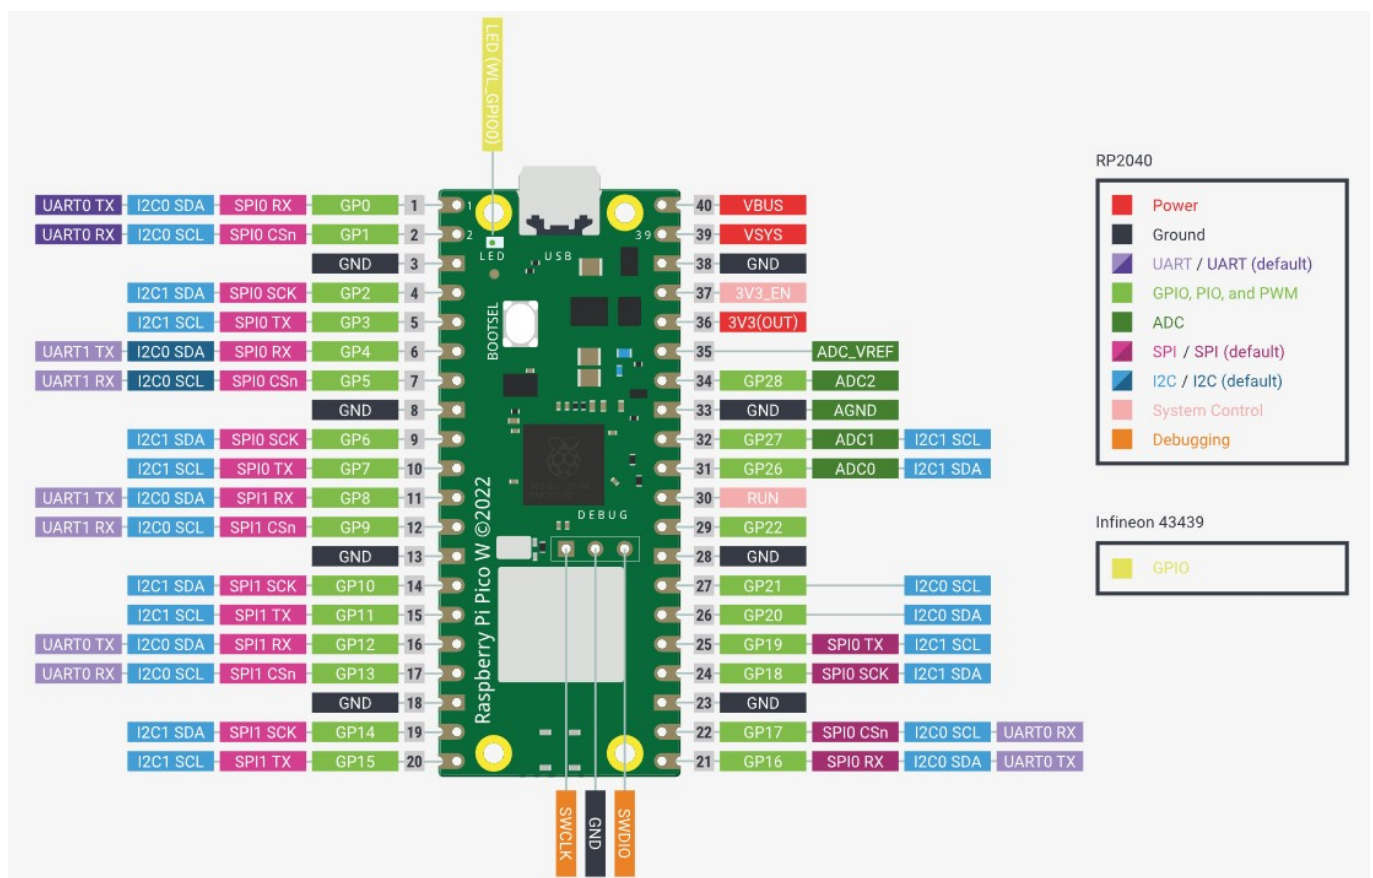 LED (WL_GPIO0)
UART0 TX I2C0 SDA SPI0 RX GP0 1 1 40 VBUS
UART0 RX I2C0 SCL SPI0 CSn GP1 2 2 39 39 VSYS
GND 3 LED USB 38 GND
I2C1 SDA SPI0 SCK GP2 4 37 3V3_EN
I2C1 SCL SPI0 TX GP3 5 BOOTSEL 36 3V3(OUT)
UART1 TX I2C0 SDA SPI0 RX GP4 6 35 ADC_VREF
UART1 RX I2C0 SCL SPI0 CSn GP5 7 34 GP28 ADC2
GND 8 33 GND AGND
I2C1 SDA SPI0 SCK GP6 9 32 GP27 ADC1 I2C1 SCL
I2C1 SCL SPI0 TX GP7 10 31 GP26 ADC0 I2C1 SDA
UART1 TX I2C0 SDA SPI1 RX GP8 11 30 RUN
UART1 RX I2C0 SCL SPI1 CSn GP9 12 DEBUG 29 GP22
GND 13 28 GND
I2C1 SDA SPI1 SCK GP10 14 27 GP21 I2C0 SCL
I2C1 SCL SPI1 TX GP11 15 26 GP20 I2C0 SDA
UART0 TX I2C0 SDA SPI1 RX GP12 16 25 GP19 SPI0 TX I2C1 SCL
UART0 RX I2C0 SCL SPI1 CSn GP13 17 24 GP18 SPI0 SCK I2C1 SDA
GND 18 23 GND
I2C1 SDA SPI1 SCK GP14 19 22 GP17 SPI0 CSn I2C0 SCL UART0 RX
I2C1 SCL SPI1 TX GP15 20 21 GP16 SPI0 RX I2C0 SDA UART0 TX
Raspberry Pi Pico W ©2022
SWCLK
GND
SWDIO
RP2040
Power
Ground
UART / UART (default)
GPIO, PIO, and PWM
ADC
SPI / SPI (default)
I2C / I2C (default)
System Control
Debugging
Infineon 43439
GPIO